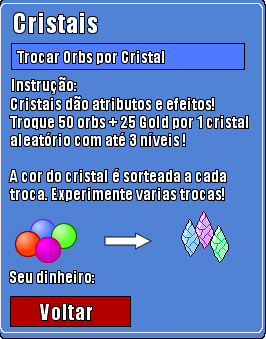 Cristais
Trocar Orbs por Cristal
Instrução:
Cristais dão atributos e efeitos!
Troque 50 orbs + 25 Gold por 1 cristal
aleatório com até 3 níveis !
A cor do cristal é sorteada a cada
troca. Experimente varias trocas!
Seu dinheiro:
Voltar